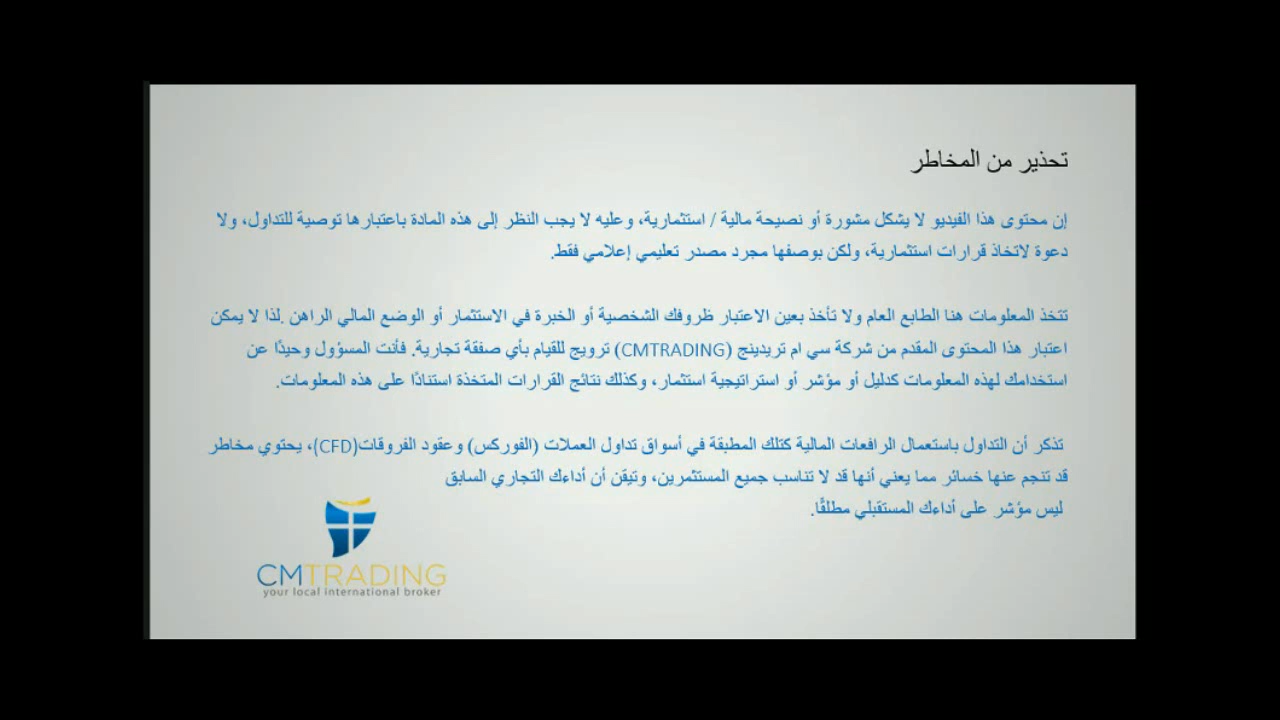 تحذير من المخاطر
إن محتوى هذا الفيديو لا يشكل مشورة أو نصيحة مالية / استثمارية، وعليه لا يجب النظر إلى هذه المادة باعتبارها توصية للتداول، ولا
دعوة لاتخاذ قرارات استثمارية، ولكن بوصفها مجرد مصدر تعليمي إعلامي فقط.
تتخذ المعلومات هنا الطابع العام ولا تأخذ بعين الاعتبار ظروفك الشخصية أو الخبرة في الاستثمار أو الوضع المالي الراهن .لذا لا يمكن
اعتبار هذا المحتوى المقدم من شركة سي ام تريدينج (CMTRADING) ترويج للقيام بأي صفقة تجارية. فأنت المسؤول وحيدًا عن
استخدامك لهذه المعلومات كدليل أو مؤشر أو استراتيجية استثمار، وكذلك نتائج القرارات المتخذة استنادًا على هذه المعلومات.
تذكر أن التداول باستعمال الرافعات المالية كتلك المطبقة في أسواق تداول العملات (الفوركس) وعقود الفروقات(CFD)، يحتوي مخاطر
قد تنجم عنها خسائر مما يعني أنها قد لا تناسب جميع المستثمرين، وتيقن أن أداءك التجاري السابق
ليس مؤشر على أداءك المستقبلي مطلقًا.
CMTRADING
your local international broker